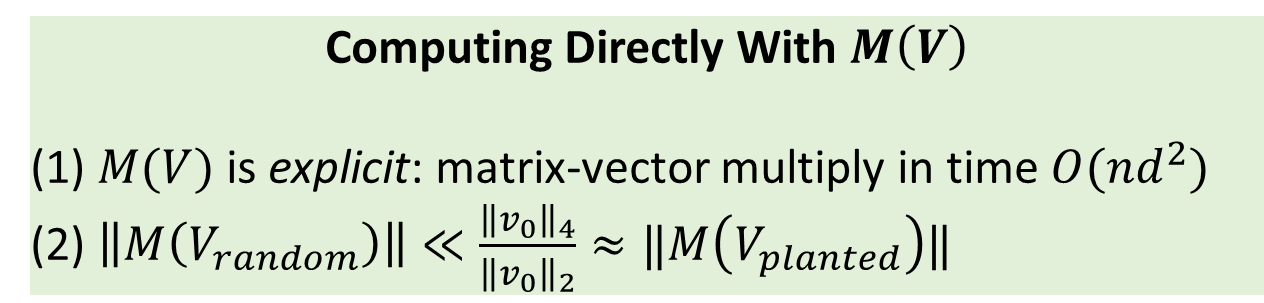 Computing Directly With M(V)
(1) M(V) is explicit: matrix-vector multiply in time O(nd²)
(2) ‖M(V_random)‖ ≪ ‖v₀‖₄/‖v₀‖₂ ≈ ‖M(V_planted)‖